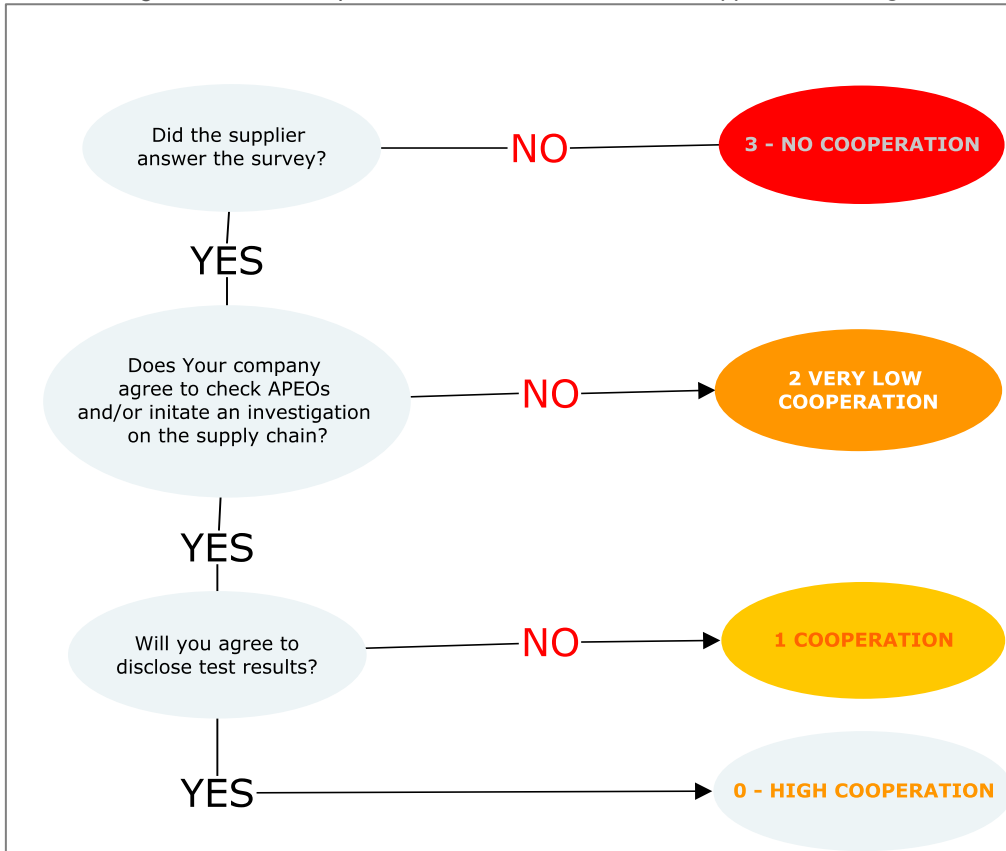 Did the supplier
answer the survey?
NO
3 - NO COOPERATION
YES
Does Your company
agree to check APEOs
and/or initate an investigation
on the supply chain?
NO
2 VERY LOW
COOPERATION
YES
Will you agree to
disclose test results?
NO
1 COOPERATION
YES
0 - HIGH COOPERATION